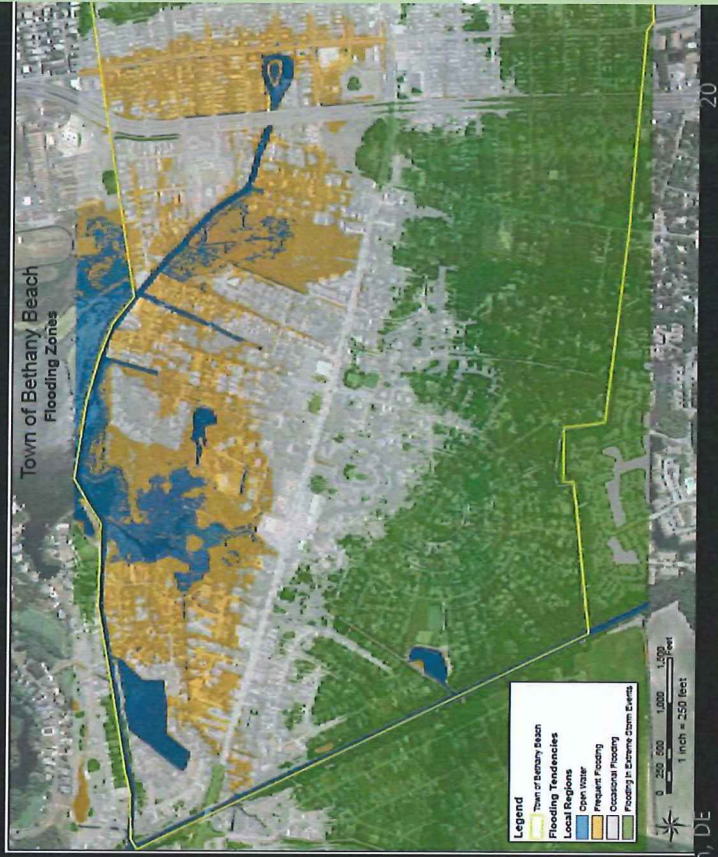 Town of Bethany Beach
Flooding Zones
Legend
Town of Bethany Beach
Flooding Tendencies
Local Regions
Open Water
Frequent Flooding
Occasional Flooding
Flooding In Extreme Storm Events
0 250 500 1,000 1,500
Feet
1 inch = 250 feet
, DE
20